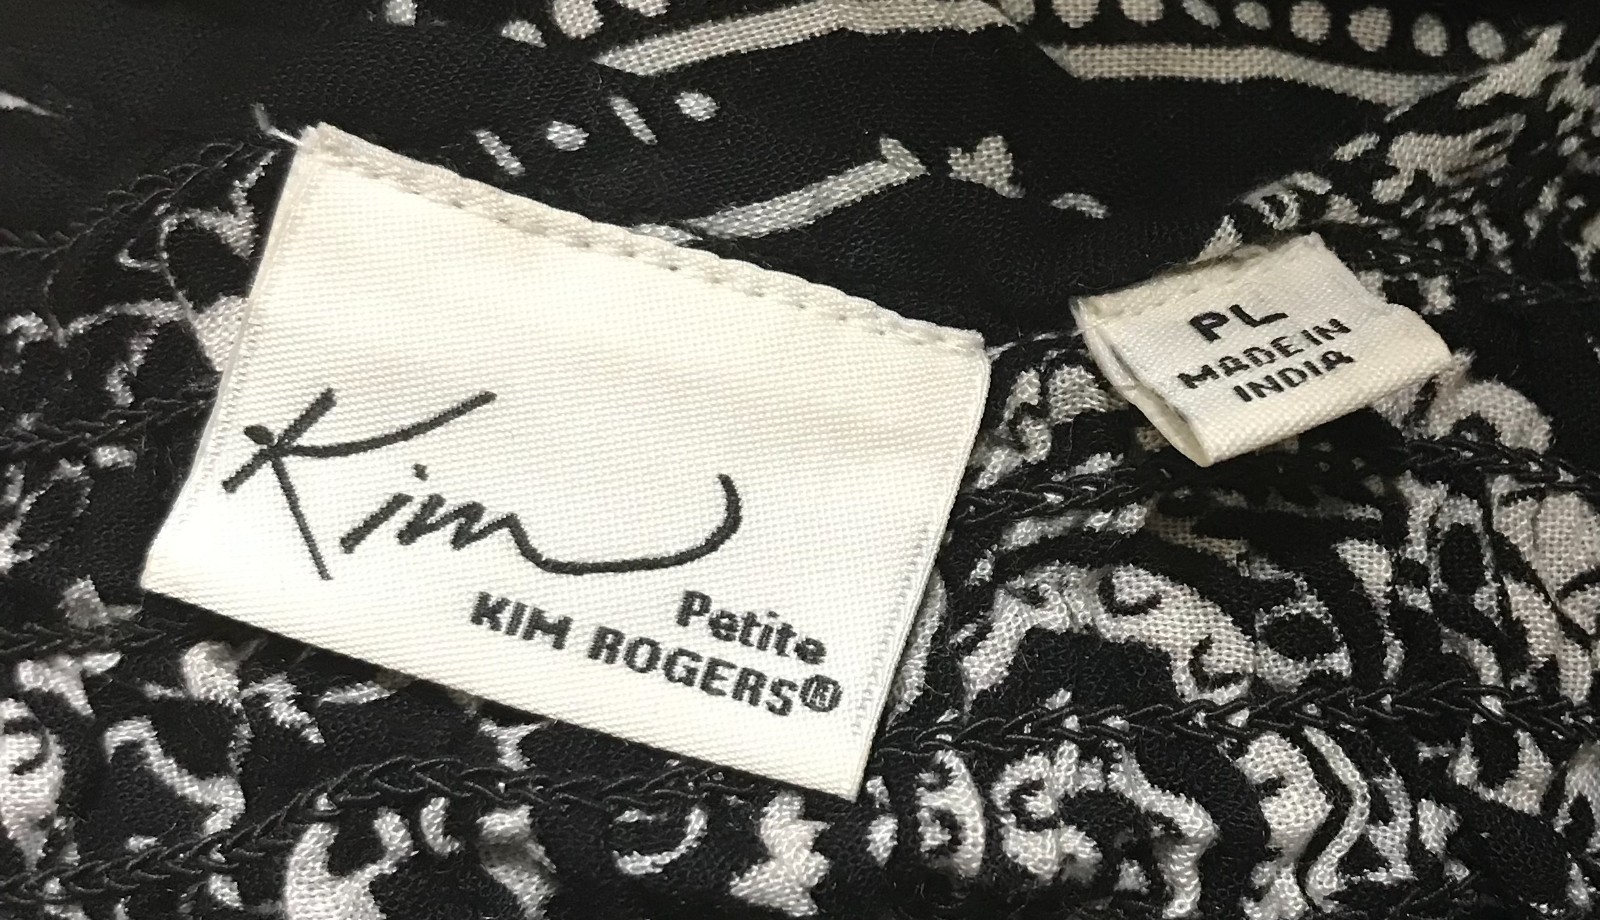 Kim
Petite
KIM ROGERS®
PL
MADE IN
INDIA